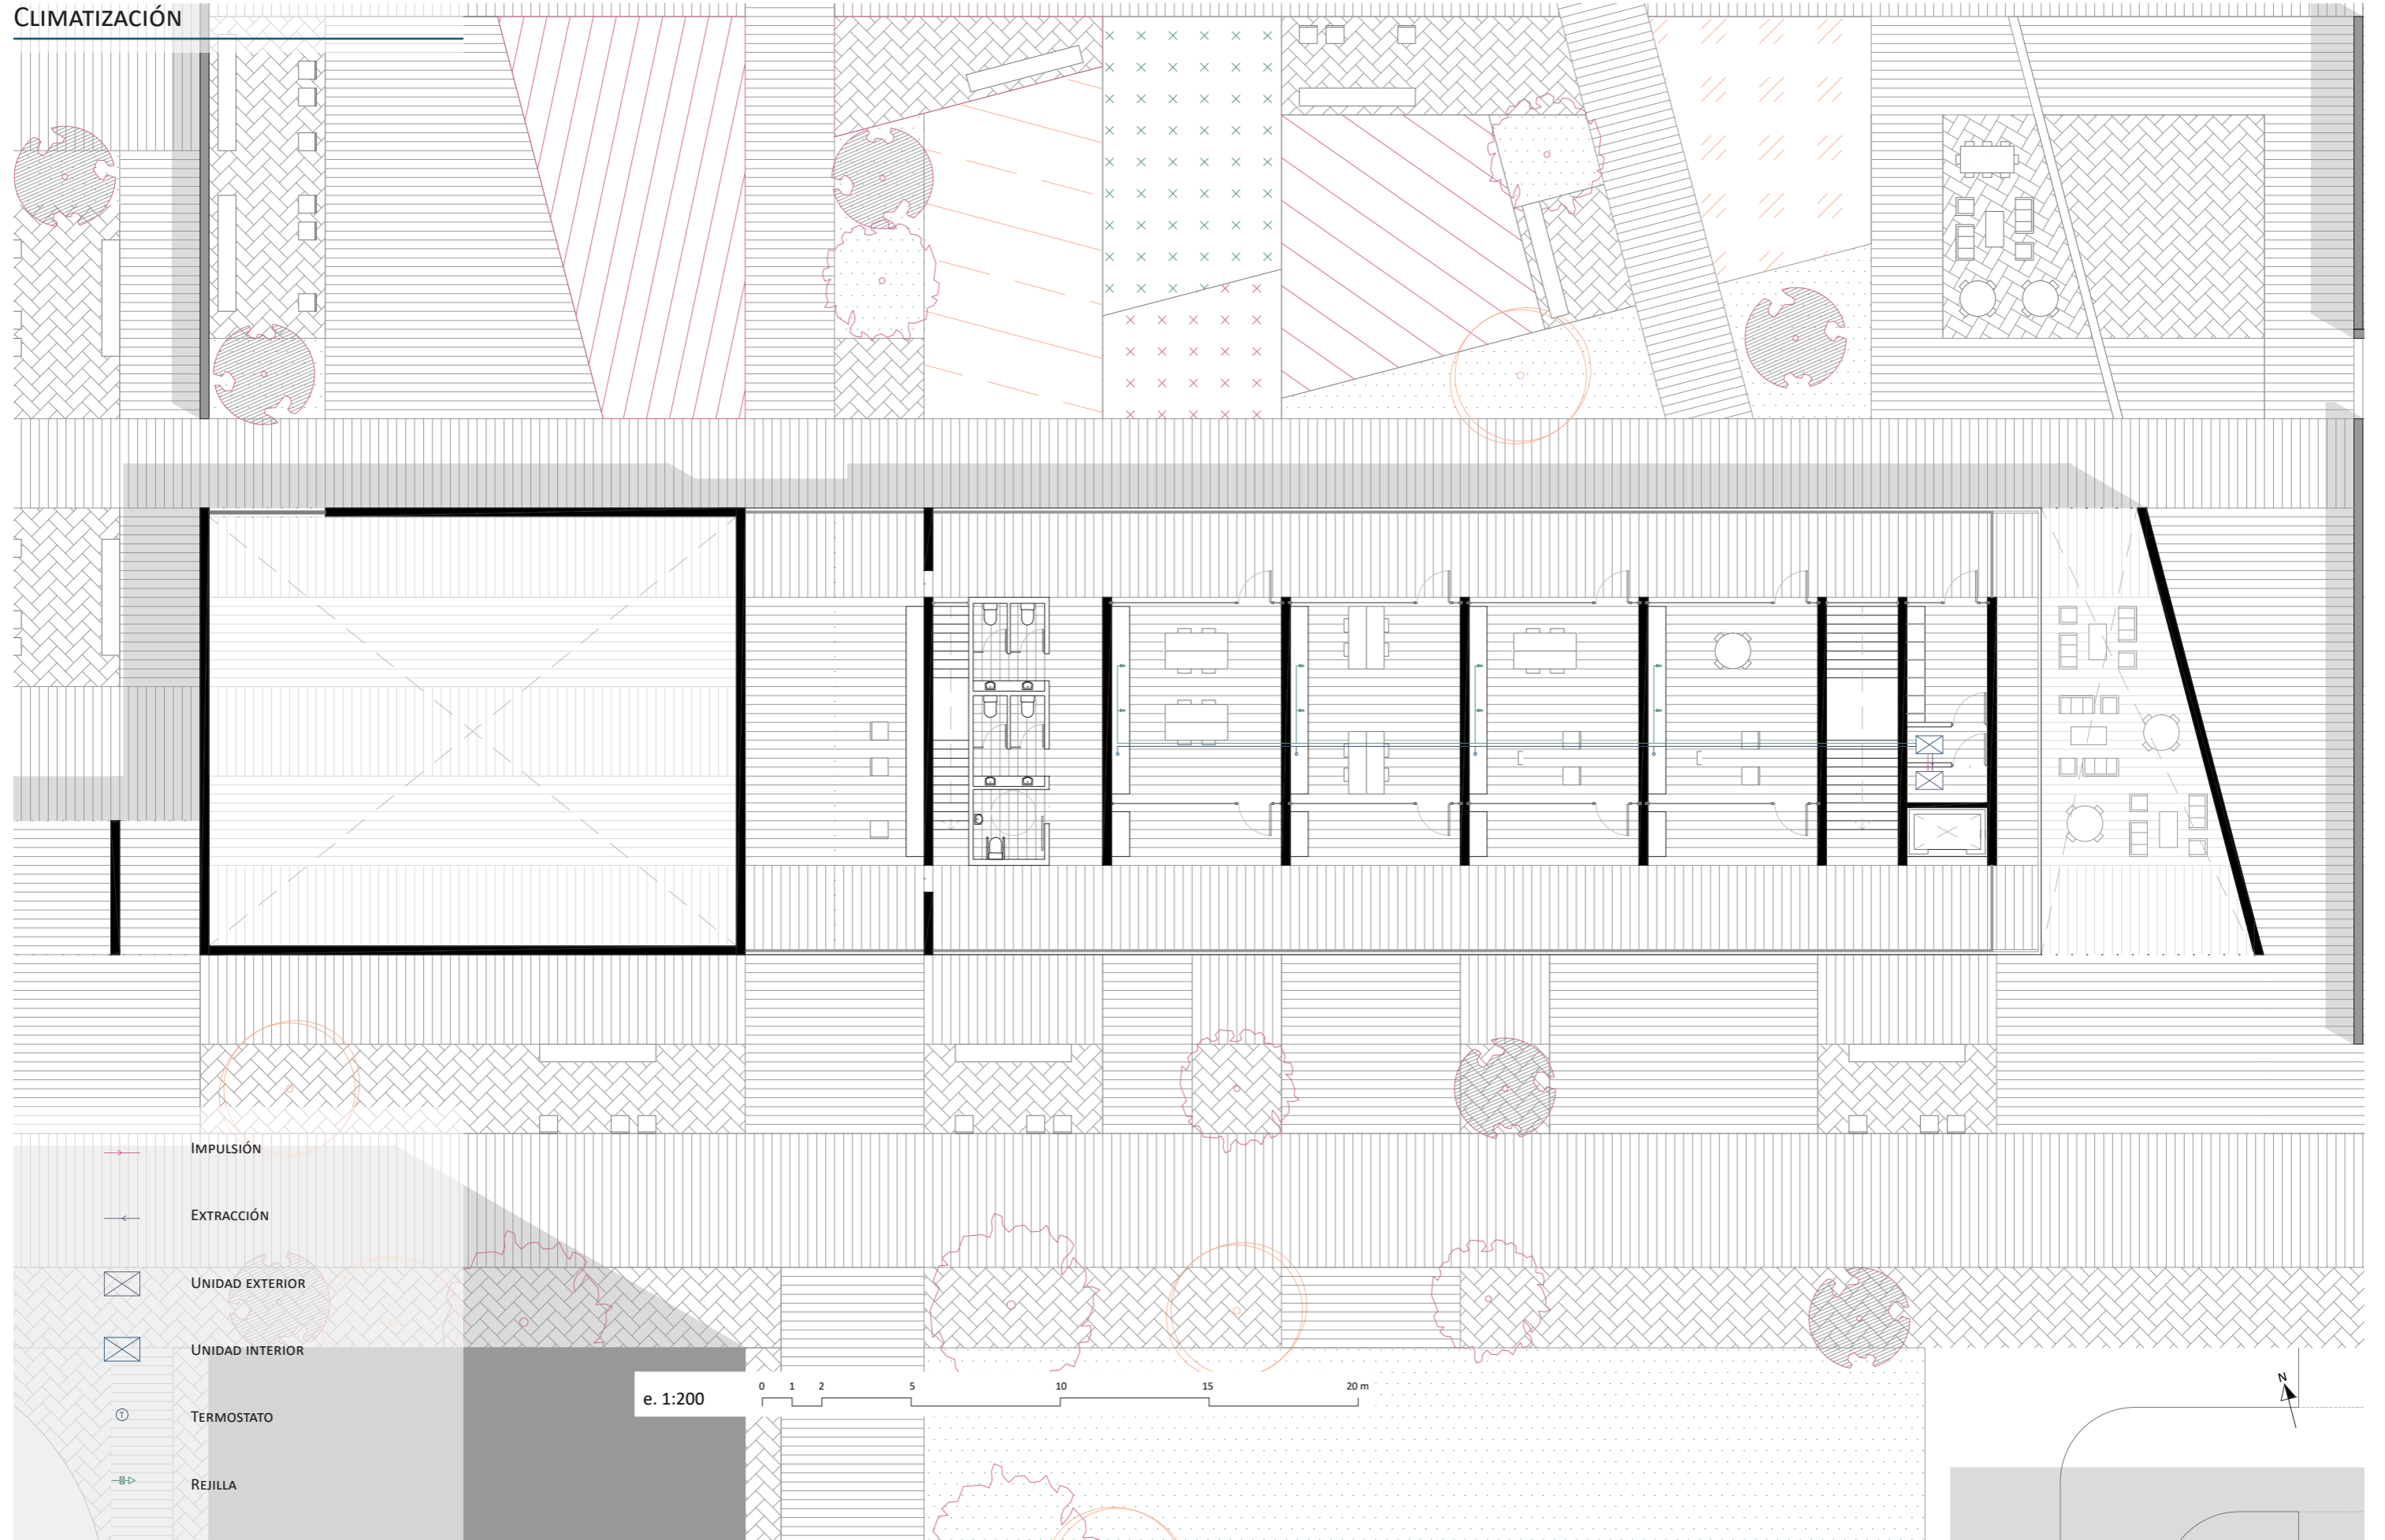 CLIMATIZACIÓN
IMPULSIÓN
EXTRACCIÓN
UNIDAD EXTERIOR
UNIDAD INTERIOR
T TERMOSTATO
REJILLA
e. 1:200
0 1 2 5 10 15 20 m
N